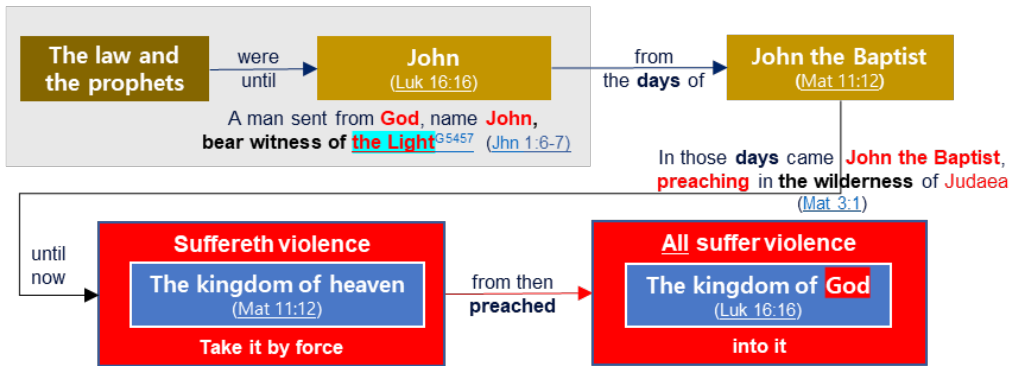 The law and
the prophets
were
until
John
(Luk 16:16)
from
the days of
John the Baptist
(Mat 11:12)
A man sent from God, name John,
bear witness of the LightG5457 (Jhn 1:6-7)
In those days came John the Baptist,
preaching in the wilderness of Judaea
(Mat 3:1)
until
now
Suffereth violence
The kingdom of heaven
(Mat 11:12)
Take it by force
from then
preached
All suffer violence
The kingdom of God
(Luk 16:16)
into it